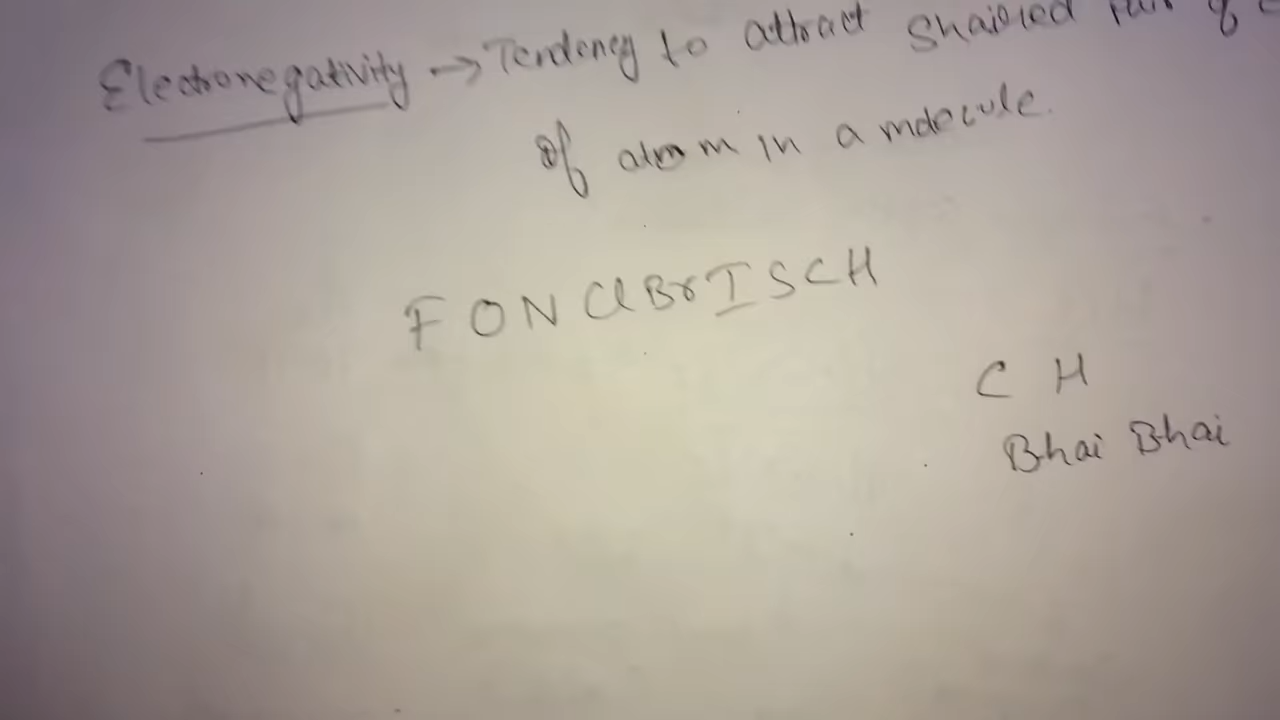 Electronegativity → Tendency to attract Shaired
of atom in a molecule.
F O N Cl Br I S C H
C H
Bhai Bhai